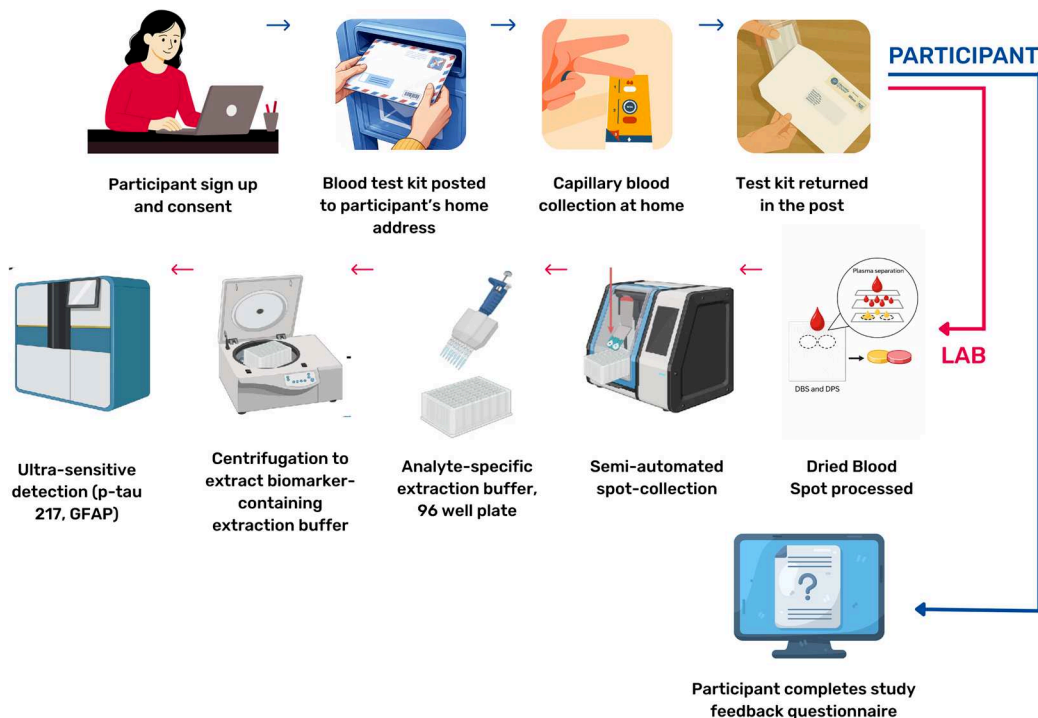 Participant sign up
and consent
Blood test kit posted
to participant's home
address
Capillary blood
collection at home
Test kit returned
in the post
PARTICIPANT
LAB
Plasma separation
DBS and DPS
Dried Blood
Spot processed
Semi-automated
spot-collection
Analyte-specific
extraction buffer,
96 well plate
Centrifugation to
extract biomarker-
containing
extraction buffer
Ultra-sensitive
detection (p-tau
217, GFAP)
?
Participant completes study
feedback questionnaire